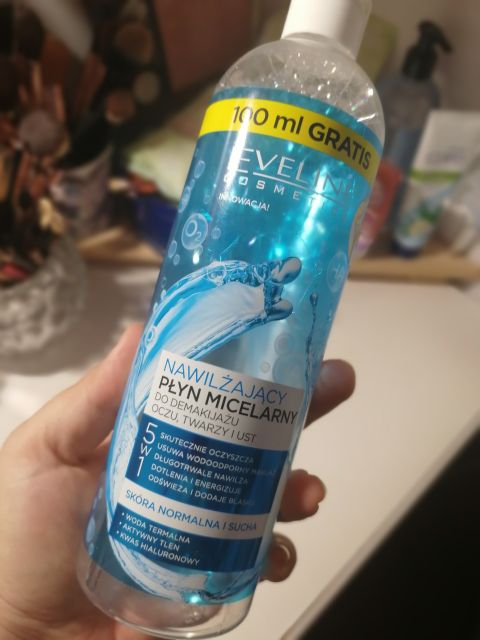 100 ml GRATIS
EVELINE
COSMETICS
INNOWACJA!
O₂
NAWILŻAJĄCY
PŁYN MICELARNY
DO DEMAKIJAŻU
OCZU, TWARZY I UST
5 W 1
SKUTECZNIE OCZYSZCZA
USUWA WODOODPORNY MAKIJAŻ
DŁUGOTRWALE NAWILŻA
DOTLENIA I ENERGIZUJE
ODŚWIEŻA I DODAJE BLASKU
SKÓRA NORMALNA I SUCHA
• WODA TERMALNA
• AKTYWNY TLEN
• KWAS HIALURONOWY